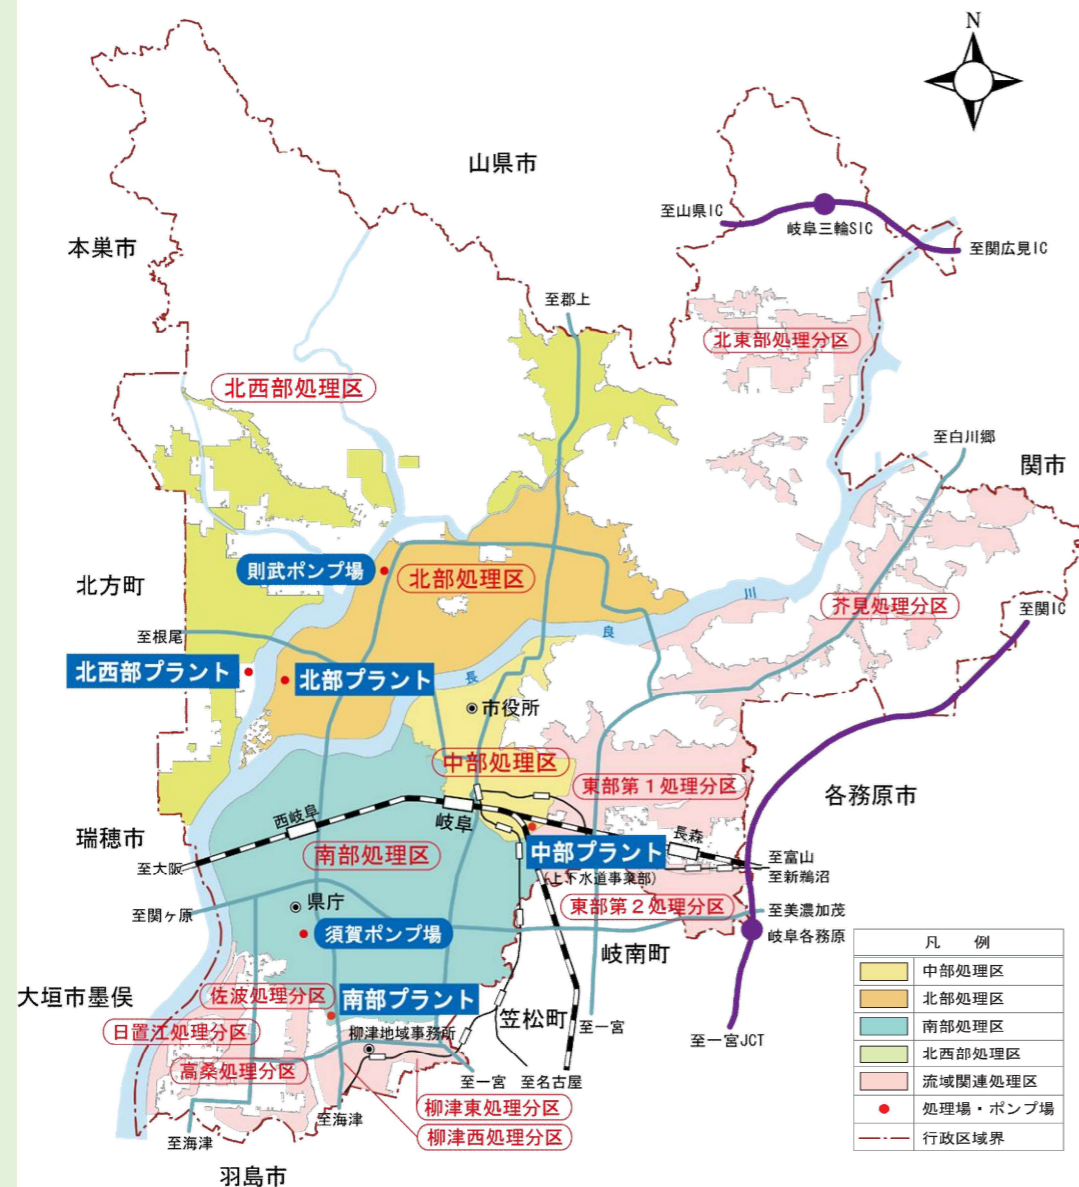 N
山県市
至山県IC
岐阜三輪SIC
至関広見IC
本巣市
至郡上
北東部処理分区
北西部処理区
至白川郷
関市
則武ポンプ場
北部処理区
北方町
川
芥見処理分区
至関IC
至根尾
良
北西部プラント
北部プラント
長
市役所
中部処理区
東部第1処理分区
各務原市
西岐阜
岐阜
瑞穂市
長森
南部処理区
中部プラント
至富山
至大阪
(上下水道事業部)
至新鵜沼
県庁
東部第2処理分区
至美濃加茂
至関ヶ原
須賀ポンプ場
岐南町
岐阜各務原
大垣市墨俣
佐波処理分区
南部プラント
笠松町
日置江処理分区
柳津地域事務所
至一宮
至一宮JCT
高桑処理分区
至一宮
至名古屋
柳津東処理分区
至海津
柳津西処理分区
至海津
羽島市
凡 例
中部処理区
北部処理区
南部処理区
北西部処理区
流域関連処理区
処理場・ポンプ場
行政区域界